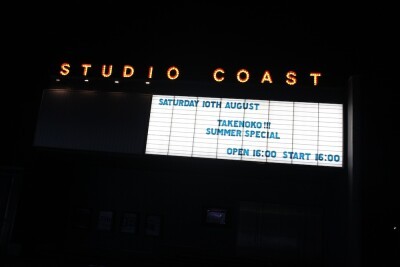 STUDIO COAST
SATURDAY 10TH AUGUST
TAKENOKO!!!
SUMMER SPECIAL
OPEN 16:00 START 16:00